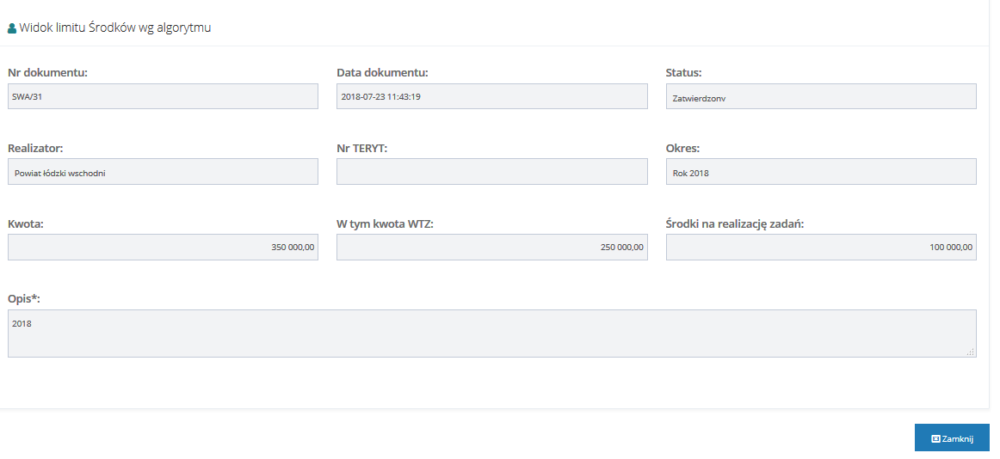 Widok limitu Środków wg algorytmu
Nr dokumentu: Data dokumentu: Status:
SWA/31 2018-07-23 11:43:19 Zatwierdzony
Realizator: Nr TERYT: Okres:
Powiat łódzki wschodni Rok 2018
Kwota: W tym kwota WTZ: Środki na realizację zadań:
350 000,00 250 000,00 100 000,00
Opis*:
2018
Zamknij